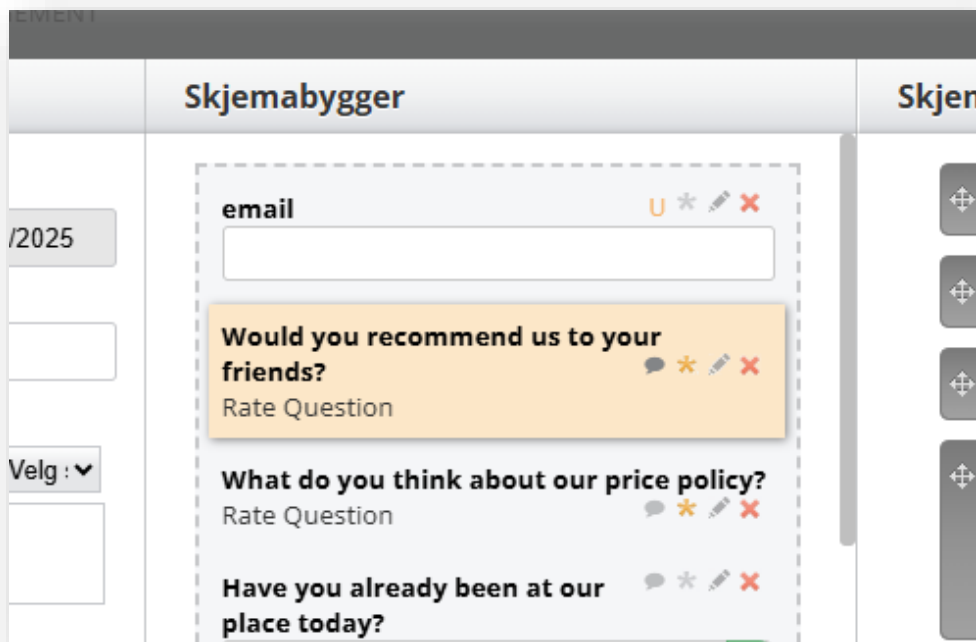 EMENT
Skjemabygger
Skjem
email
U
/2025
Would you recommend us to your
friends?
Rate Question
Velg :
What do you think about our price policy?
Rate Question
Have you already been at our
place today?